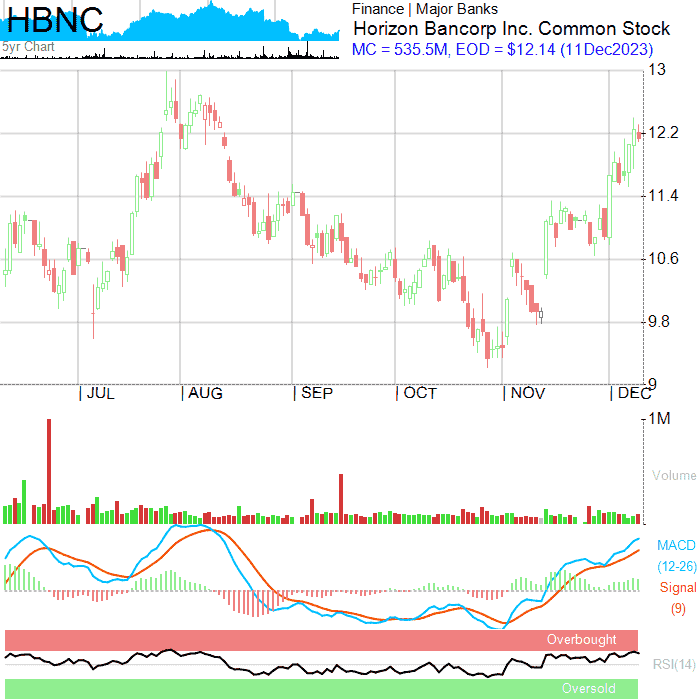 HBNC
5yr Chart
Finance | Major Banks
Horizon Bancorp Inc. Common Stock
MC = 535.5M, EOD = $12.14 (11Dec2023)
13
12.2
11.4
10.6
9.8
9
JUL AUG SEP OCT NOV DEC
1M
Volume
MACD
(12-26)
Signal
(9)
Overbought
RSI(14)
Oversold